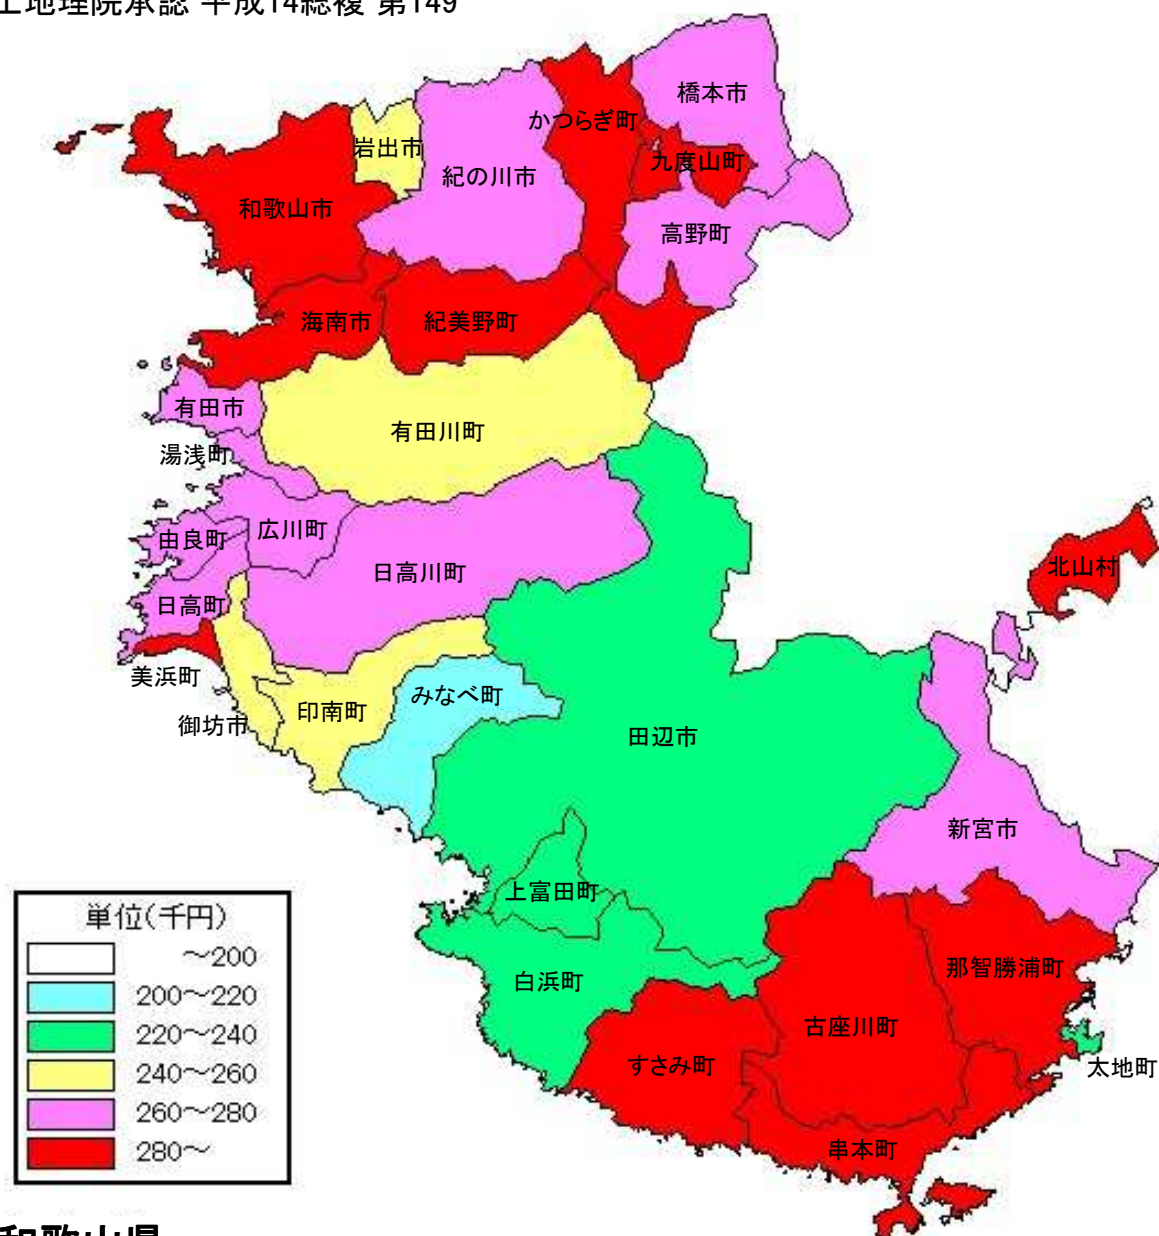 土地理院承認 平成14総複 第149
橋本市
かつらぎ町
岩出市
九度山町
紀の川市
和歌山市
高野町
海南市
紀美野町
有田市
有田川町
湯浅町
広川町
由良町
日高川町
北山村
日高町
美浜町
みなべ町
印南町
御坊市
田辺市
新宮市
上富田町
那智勝浦町
白浜町
古座川町
すさみ町
太地町
串本町
単位(千円)
～200
200～220
220～240
240～260
260～280
280～
和歌山県